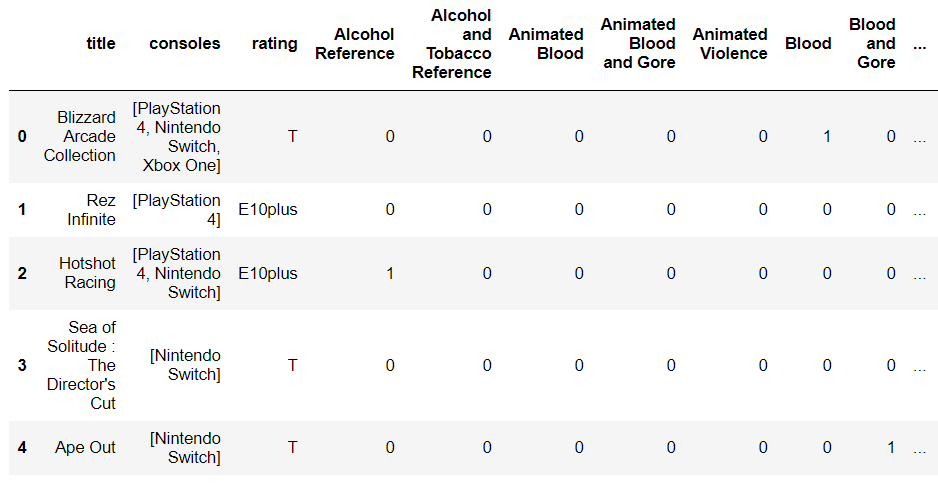 title consoles rating Alcohol Reference Alcohol and Tobacco Reference Animated Blood Animated Blood and Gore Animated Violence Blood Blood and Gore ...
0 Blizzard Arcade Collection [PlayStation 4, Nintendo Switch, Xbox One] T 0 0 0 0 0 1 0 ...
1 Rez Infinite [PlayStation 4] E10plus 0 0 0 0 0 0 0 ...
2 Hotshot Racing [PlayStation 4, Nintendo Switch] E10plus 1 0 0 0 0 0 0 ...
3 Sea of Solitude : The Director's Cut [Nintendo Switch] T 0 0 0 0 0 0 0 ...
4 Ape Out [Nintendo Switch] T 0 0 0 0 0 0 1 ...